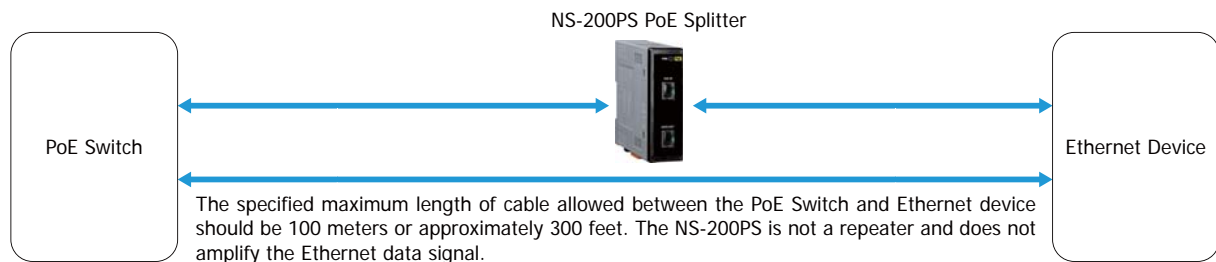 NS-200PS PoE Splitter
PoE Switch
Ethernet Device
The specified maximum length of cable allowed between the PoE Switch and Ethernet device
should be 100 meters or approximately 300 feet. The NS-200PS is not a repeater and does not
amplify the Ethernet data signal.